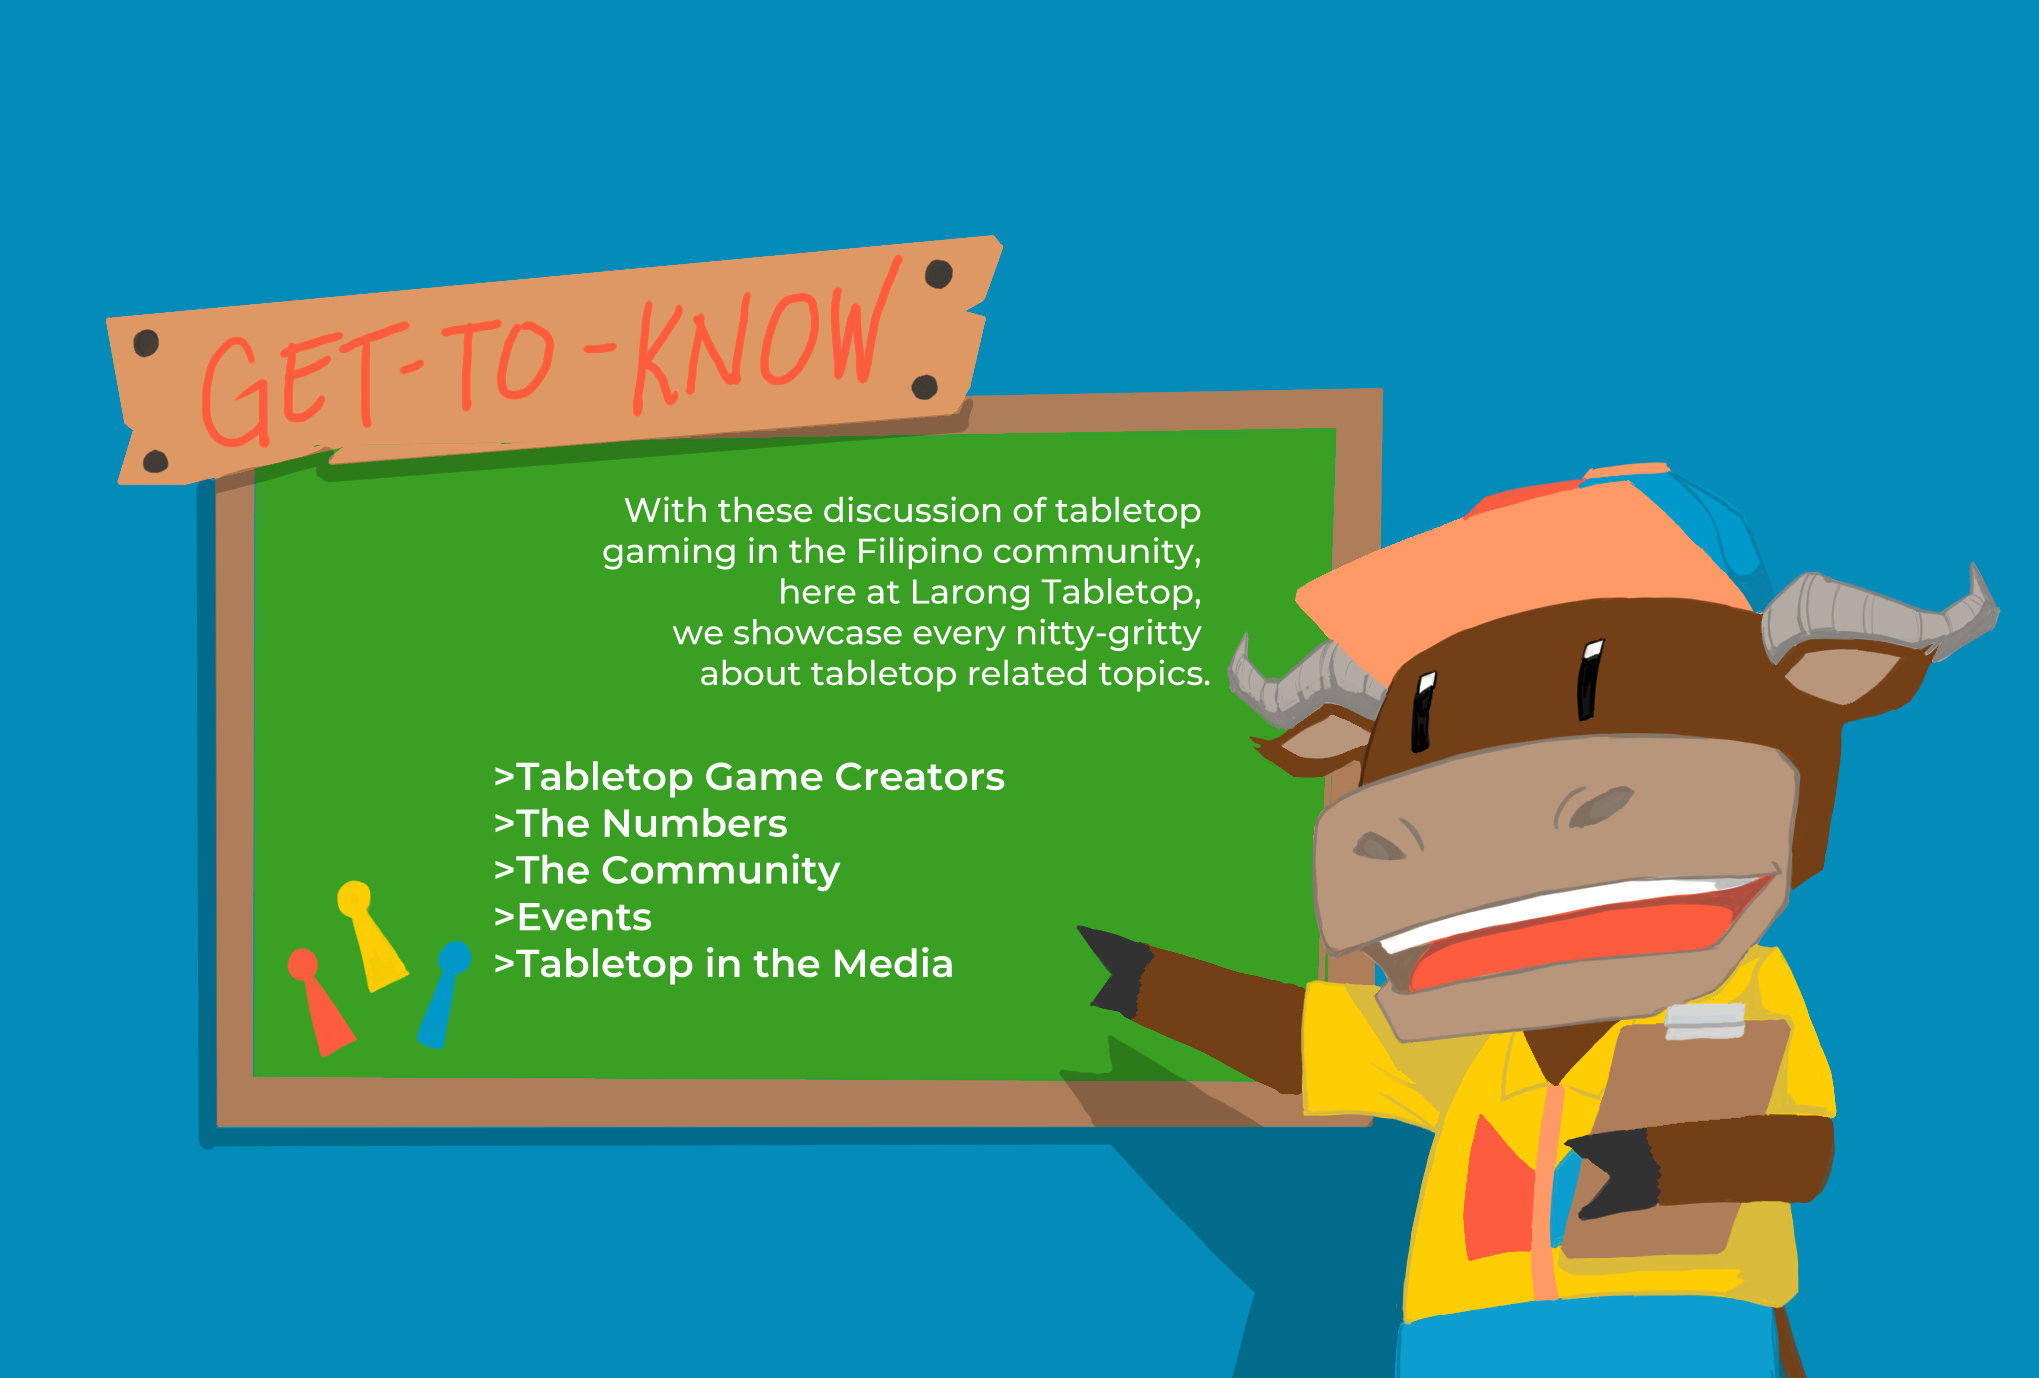 GET-TO-KNOW
With these discussion of tabletop
gaming in the Filipino community,
here at Larong Tabletop,
we showcase every nitty-gritty
about tabletop related topics.
>Tabletop Game Creators
>The Numbers
>The Community
>Events
>Tabletop in the Media